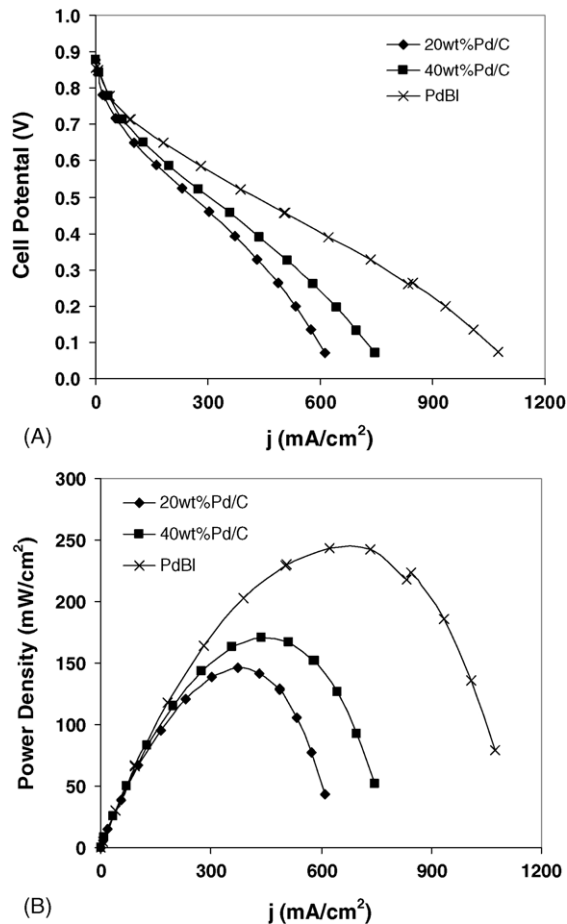 1.0
0.9
0.8
0.7
0.6
0.5
0.4
0.3
0.2
0.1
0.0
Cell Potential (V)
20wt%Pd/C
40wt%Pd/C
PdBl
0 300 600 900 1200
(A) j (mA/cm²)
300
250
200
150
100
50
0
Power Density (mW/cm²)
20wt%Pd/C
40wt%Pd/C
PdBl
0 300 600 900 1200
(B) j (mA/cm²)